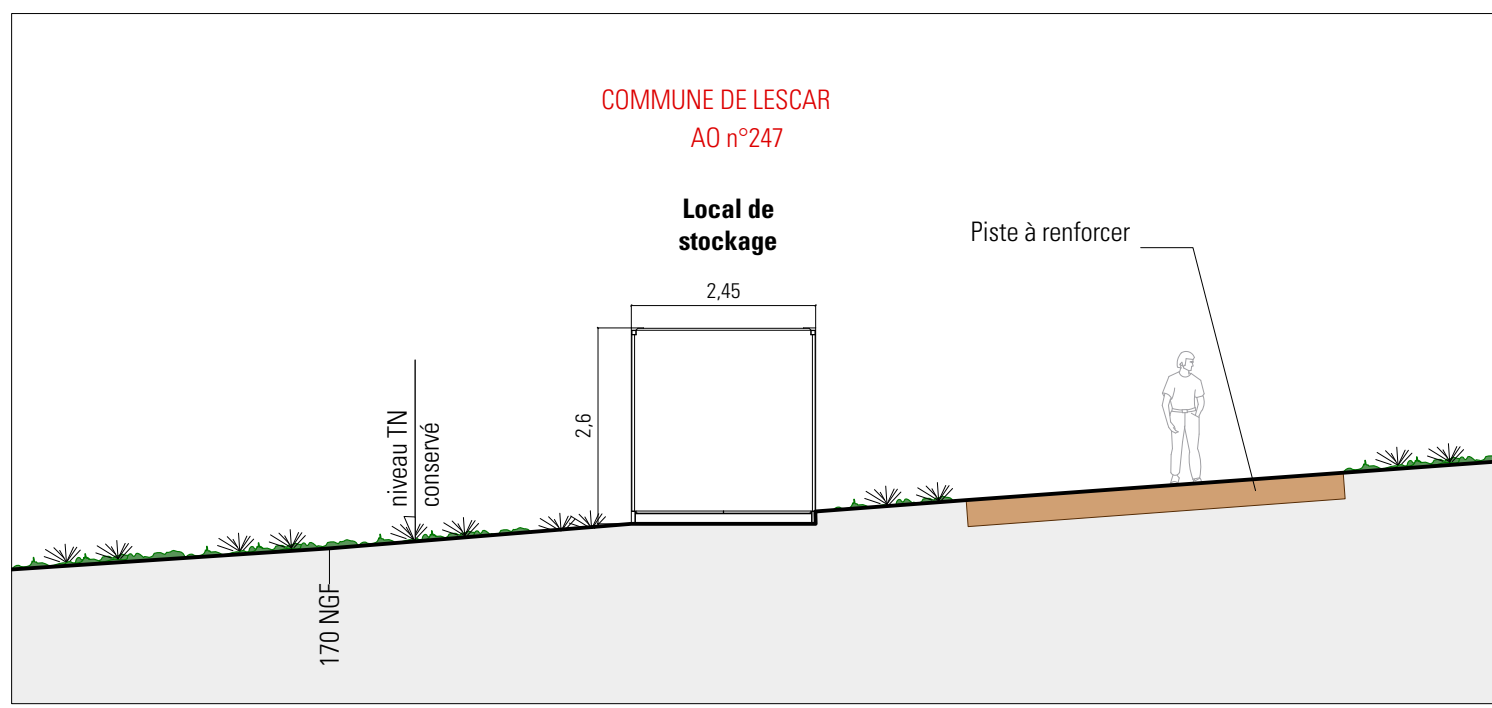 COMMUNE DE LESCAR
AO n°247
Local de
stockage
Piste à renforcer
2,45
2,6
niveau TN
conservé
170 NGF